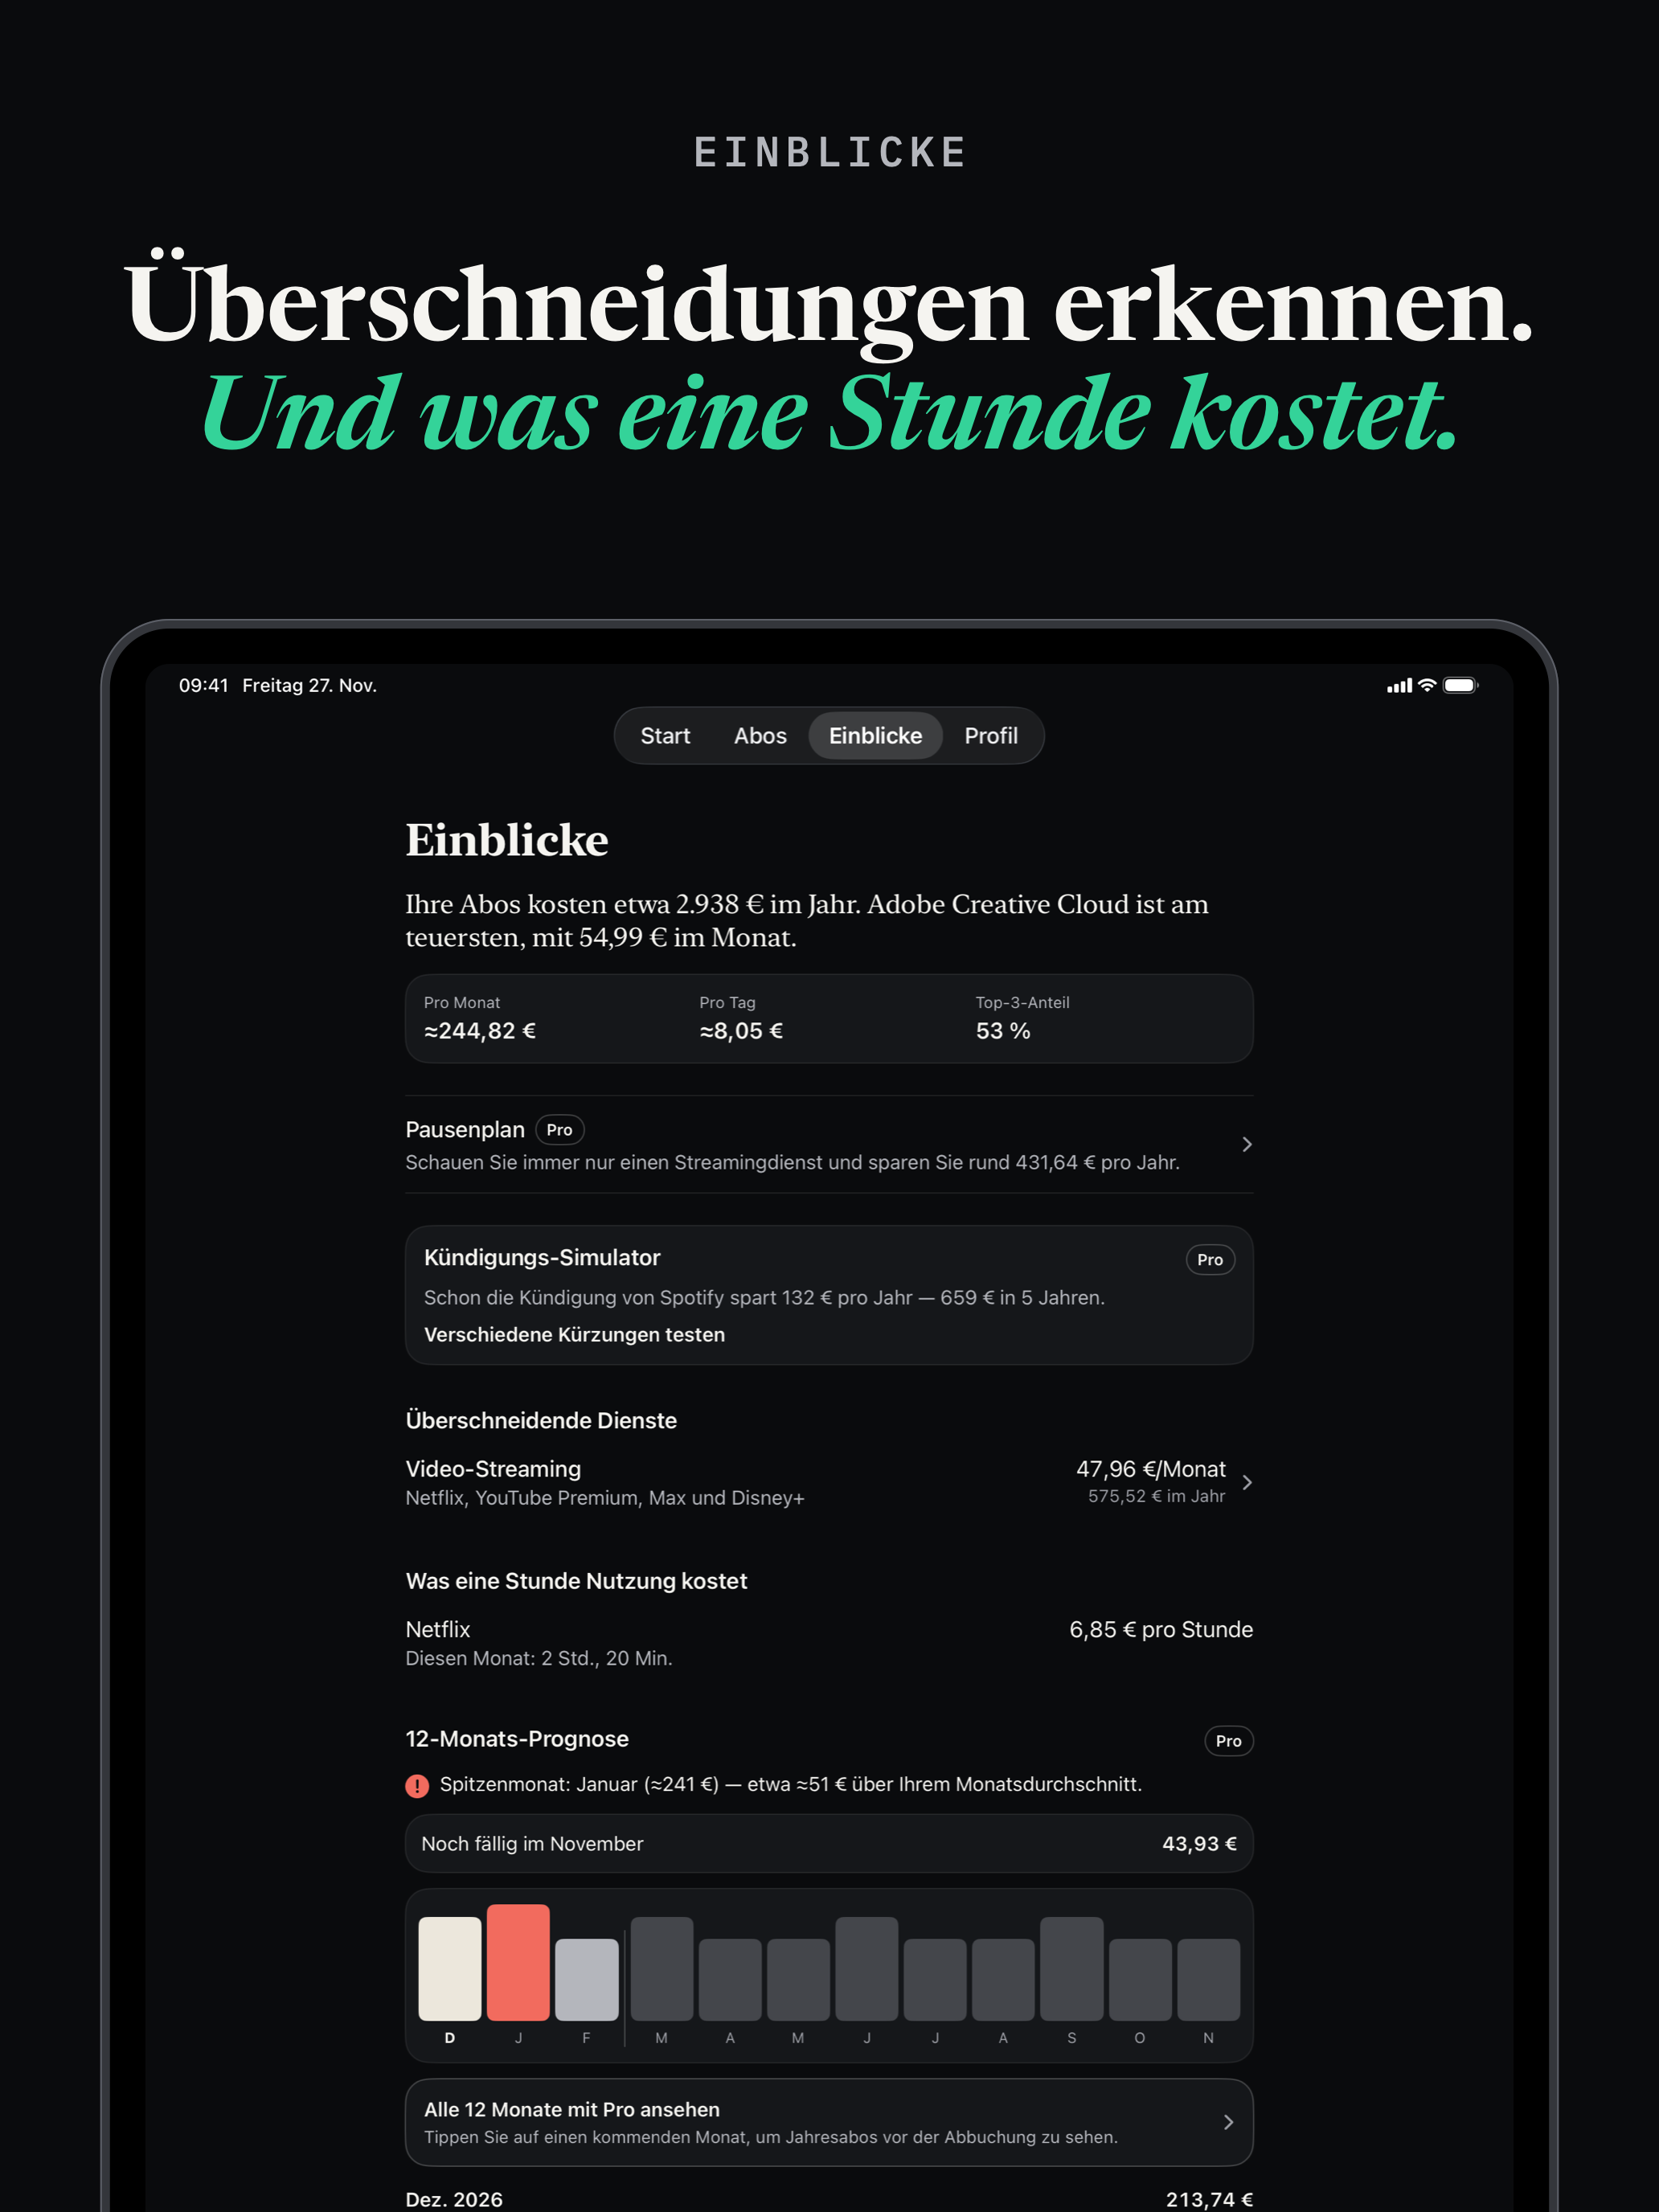 EINBLICKE
Überschneidungen erkennen.
Und was eine Stunde kostet.
09:41 Freitag 27. Nov.
Start Abos Einblicke Profil
Einblicke
Ihre Abos kosten etwa 2.938 € im Jahr. Adobe Creative Cloud ist am
teuersten, mit 54,99 € im Monat.
Pro Monat Pro Tag Top-3-Anteil
≈244,82 € ≈8,05 € 53 %
Pausenplan Pro
Schauen Sie immer nur einen Streamingdienst und sparen Sie rund 431,64 € pro Jahr.
Kündigungs-Simulator Pro
Schon die Kündigung von Spotify spart 132 € pro Jahr — 659 € in 5 Jahren.
Verschiedene Kürzungen testen
Überschneidende Dienste
Video-Streaming 47,96 €/Monat
Netflix, YouTube Premium, Max und Disney+ 575,52 € im Jahr
Was eine Stunde Nutzung kostet
Netflix 6,85 € pro Stunde
Diesen Monat: 2 Std., 20 Min.
12-Monats-Prognose Pro
Spitzenmonat: Januar (≈241 €) — etwa ≈51 € über Ihrem Monatsdurchschnitt.
Noch fällig im November 43,93 €
D J F M A M J J A S O N
Alle 12 Monate mit Pro ansehen
Tippen Sie auf einen kommenden Monat, um Jahresabos vor der Abbuchung zu sehen.
Dez. 2026 213,74 €